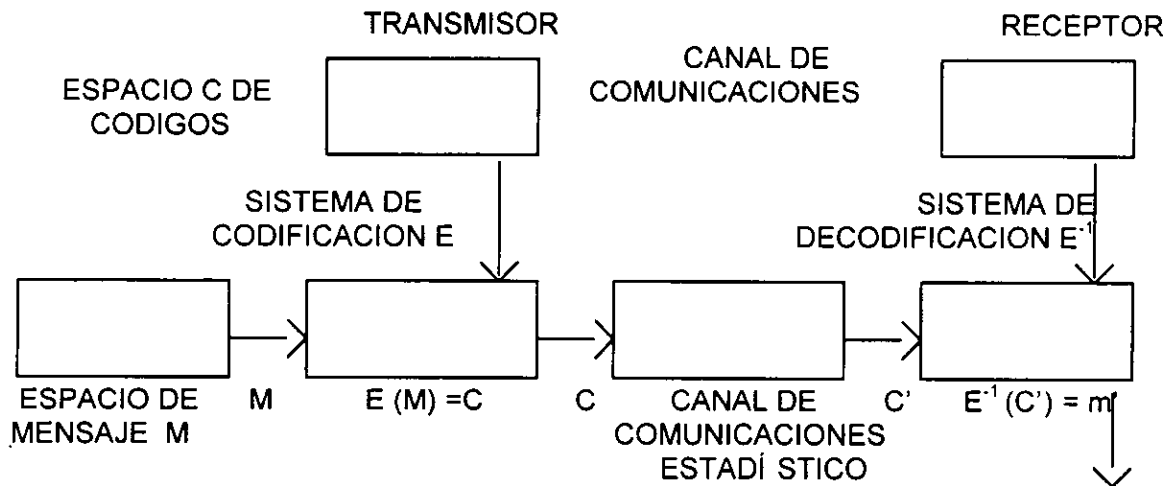 TRANSMISOR
RECEPTOR
ESPACIO C DE
CODIGOS
CANAL DE
COMUNICACIONES
SISTEMA DE
CODIFICACION E
SISTEMA DE
DECODIFICACION E⁻¹
ESPACIO DE
MENSAJE M
M
E (M) =C
C
CANAL DE
COMUNICACIONES
ESTADÍ STICO
C'
E⁻¹ (C') = m'